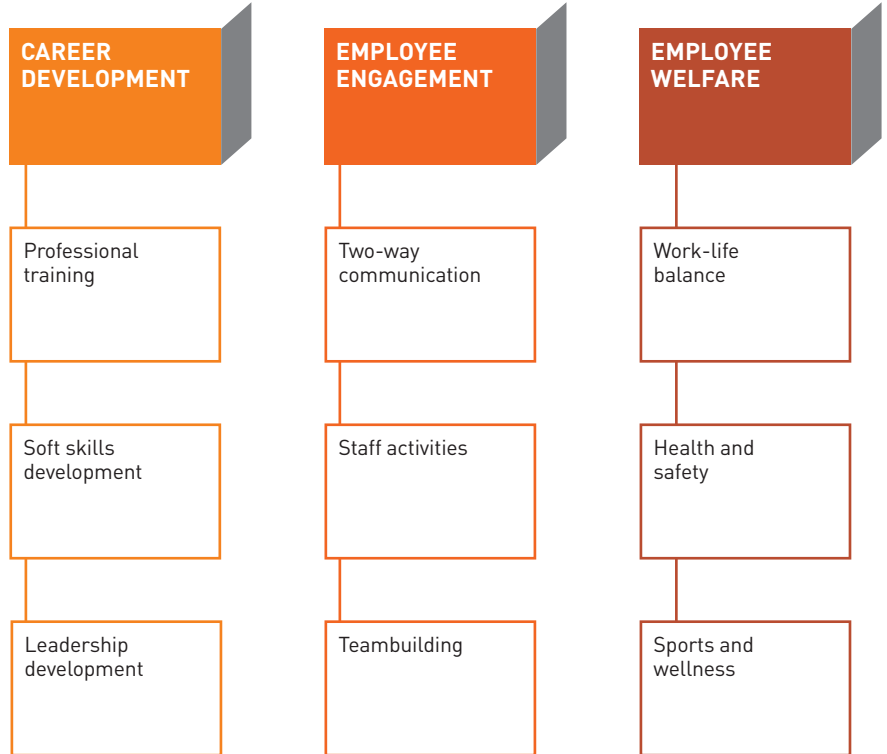 CAREER
DEVELOPMENT
Professional
training
Soft skills
development
Leadership
development
EMPLOYEE
ENGAGEMENT
Two-way
communication
Staff activities
Teambuilding
EMPLOYEE
WELFARE
Work-life
balance
Health and
safety
Sports and
wellness